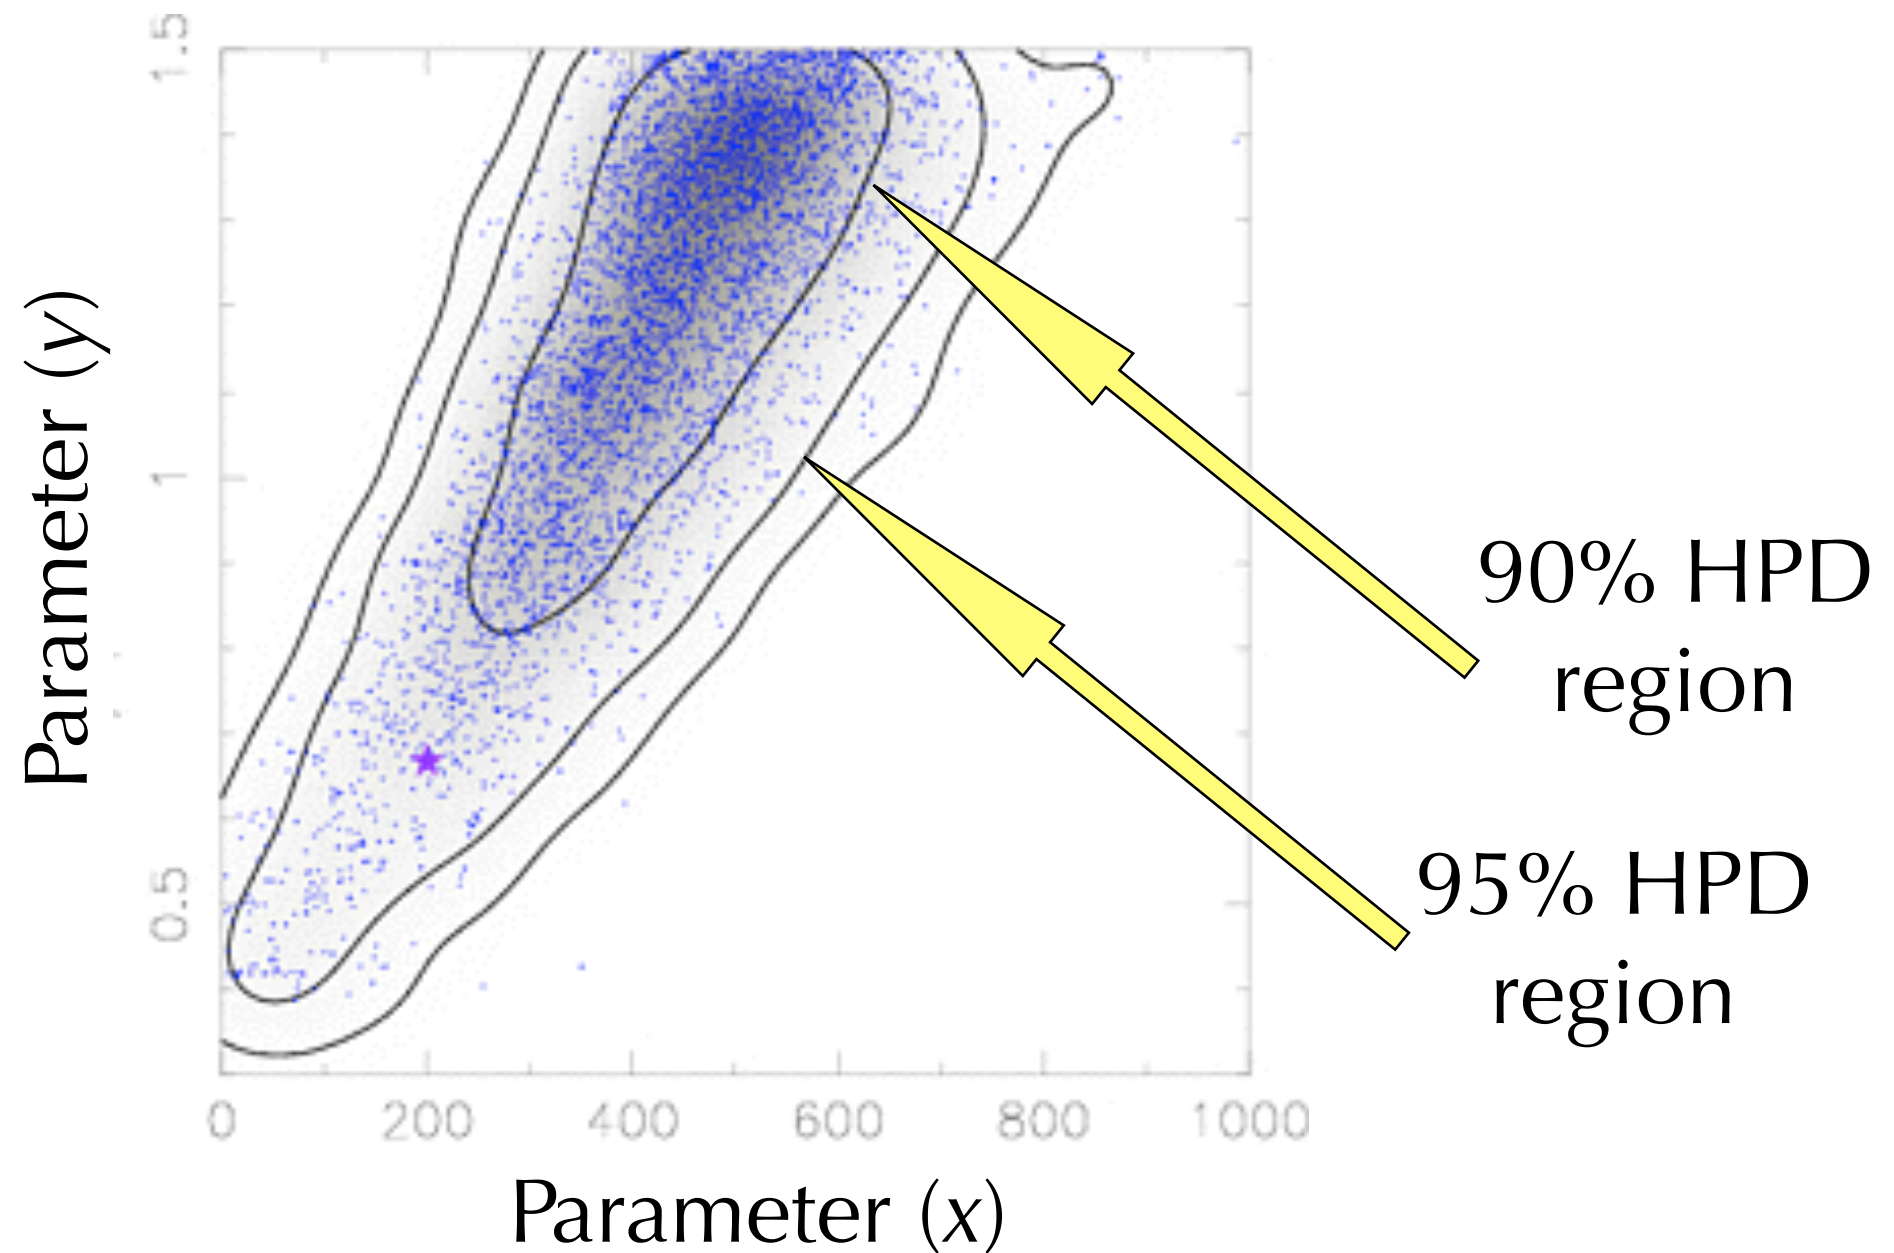 1.5
1
0.5
Parameter (y)
0 200 400 600 800 1000
Parameter (x)
90% HPD
region
95% HPD
region